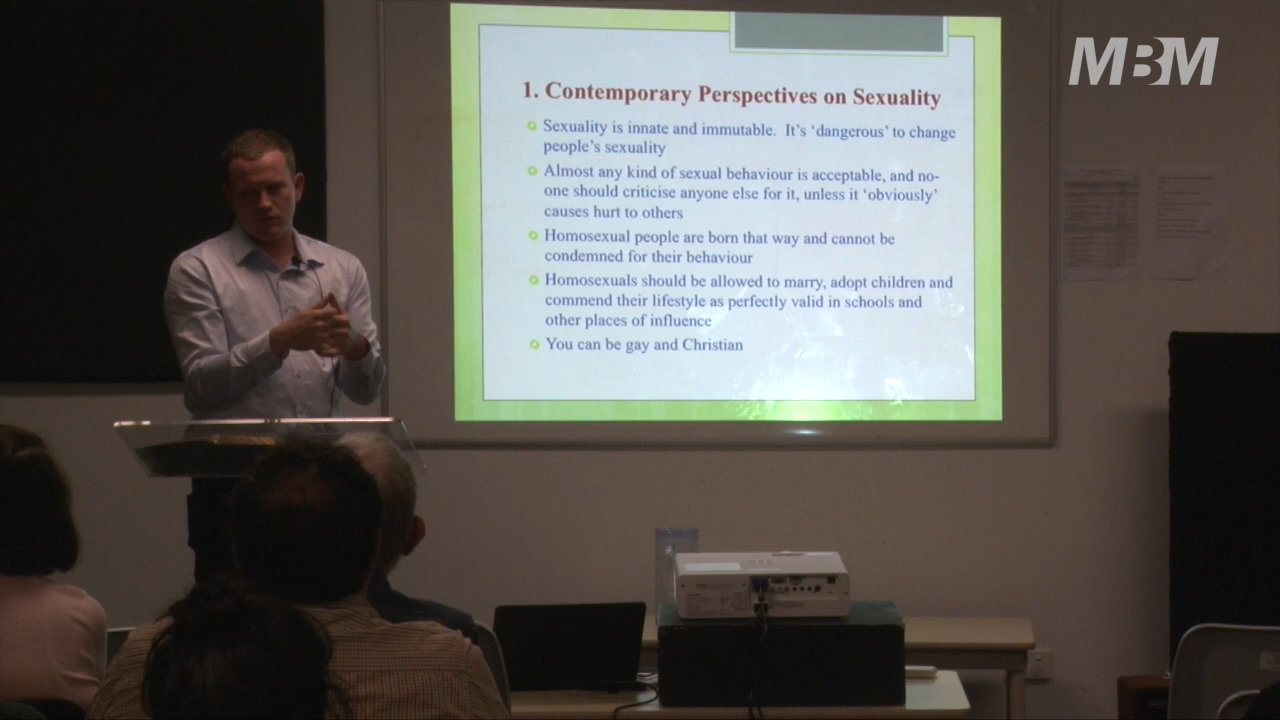 MBM
1. Contemporary Perspectives on Sexuality
Sexuality is innate and immutable. It's 'dangerous' to change
people's sexuality
Almost any kind of sexual behaviour is acceptable, and no-
one should criticise anyone else for it, unless it 'obviously'
causes hurt to others
Homosexual people are born that way and cannot be
condemned for their behaviour
Homosexuals should be allowed to marry, adopt children and
commend their lifestyle as perfectly valid in schools and
other places of influence
You can be gay and Christian